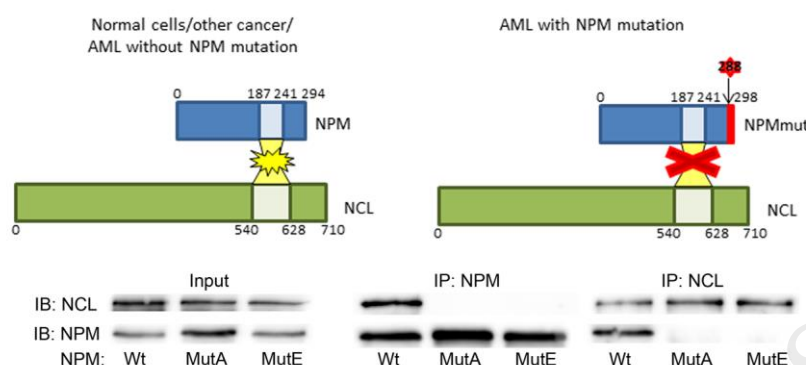 Normal cells/other cancer/
AML without NPM mutation
AML with NPM mutation
288
0 187 241 294
NPM
0 187 241 298
NPMmut
NCL
0 540 628 710
NCL
0 540 628 710
Input IP: NPM IP: NCL
IB: NCL
IB: NPM
NPM: Wt MutA MutE Wt MutA MutE Wt MutA MutE